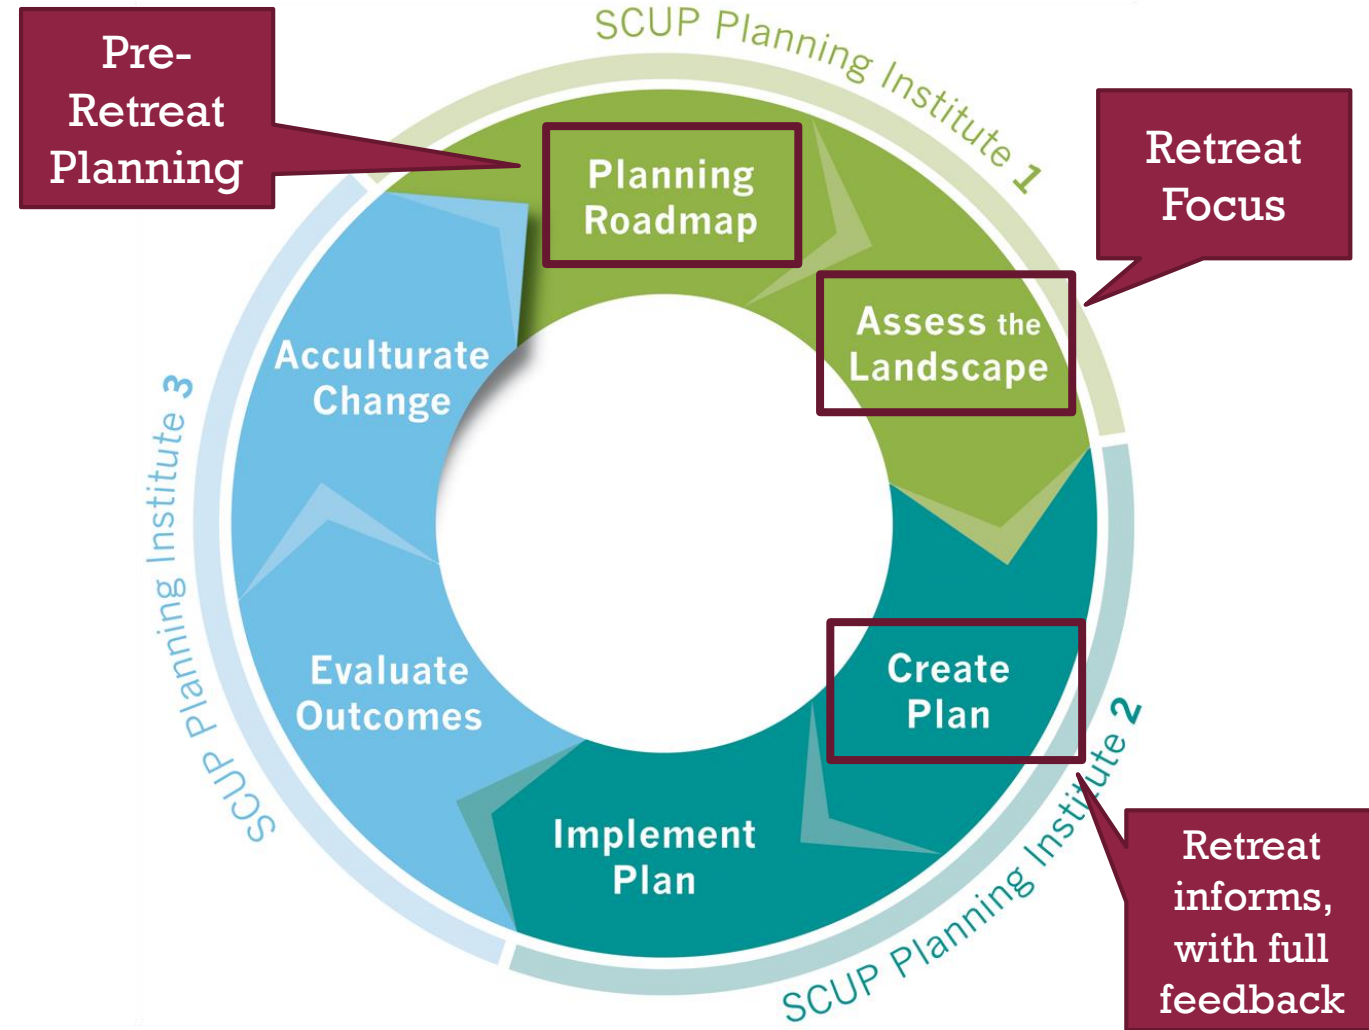 SCUP Planning Institute 1
Pre-
Retreat
Planning
Planning
Roadmap
Retreat
Focus
Assess the
Landscape
Acculturate
Change
SCUP Planning Institute 3
Create
Plan
Evaluate
Outcomes
SCUP Planning Institute 2
Implement
Plan
Retreat
informs,
with full
feedback